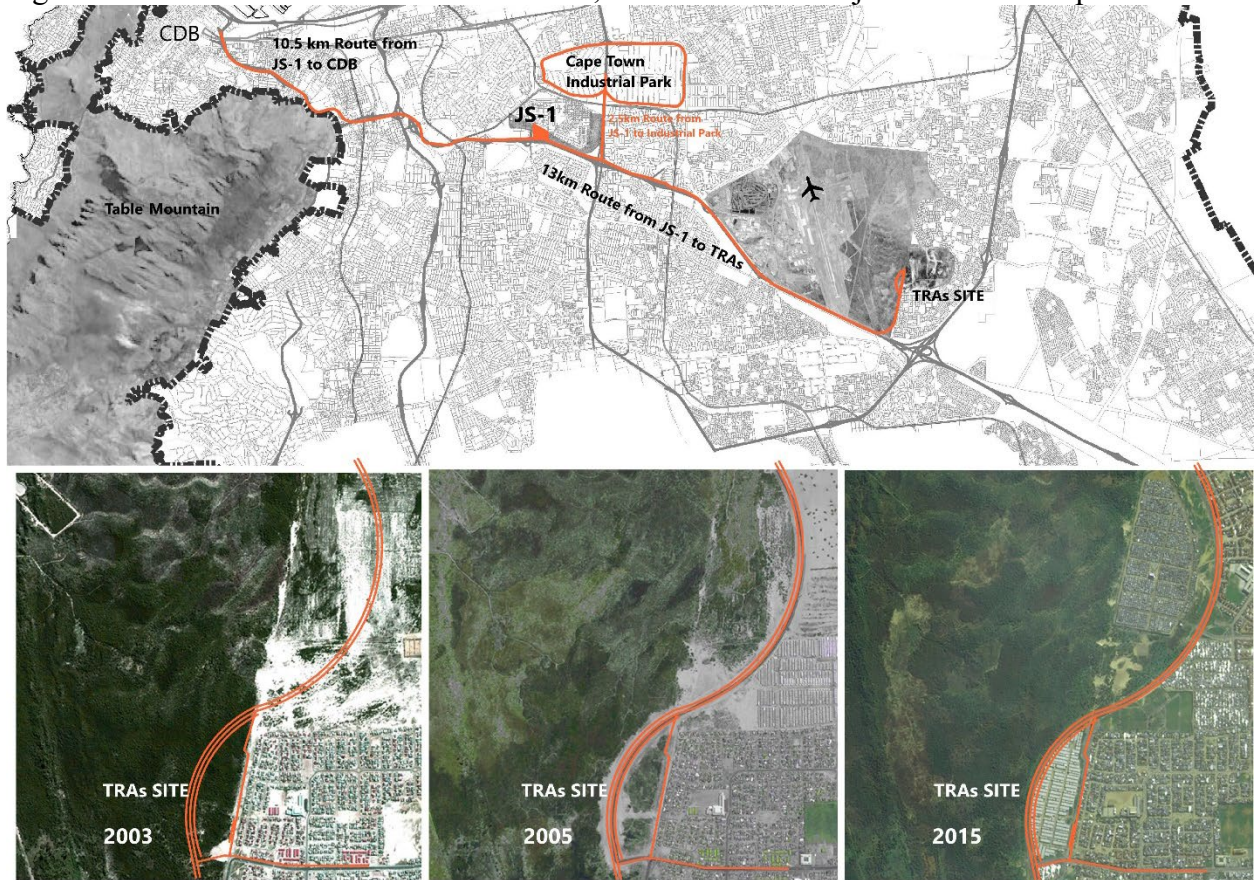 CDB
10.5 km Route from
JS-1 to CDB
Cape Town
Industrial Park
JS-1
2.5km Route from
JS-1 to Industrial Park
13km Route from JS-1 to TRAs
Table Mountain
TRAs SITE
TRAs SITE
2003
TRAs SITE
2005
TRAs SITE
2015